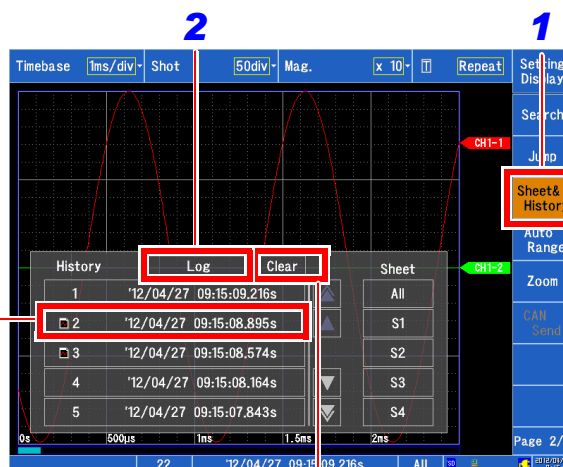 2
1
Timebase 1ms/div Shot 50div Mag. x 10 T Repeat
Setting
Display
Search
CH1-1
Jump
Sheet&
History
Auto
Range
History Log Clear Sheet
CH1-2
Zoom
1 '12/04/27 09:15:09.216s All
2 '12/04/27 09:15:08.895s S1
CAN
Send
3 '12/04/27 09:15:08.574s S2
4 '12/04/27 09:15:08.164s S3
5 '12/04/27 09:15:07.843s S4
0s 500μs 1ms 1.5ms 2ms
Page 2/
22 '12/04/27 09:15:09.216s All SD